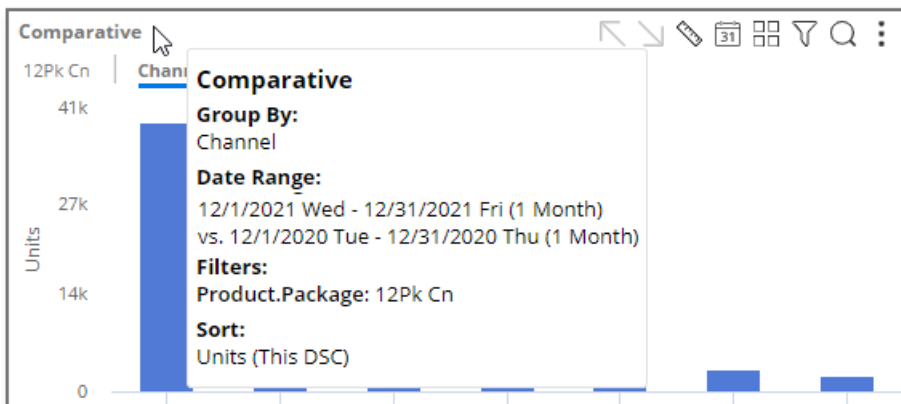 Comparative
31
12Pk Cn
Chann
41k
27k
14k
0
Units
Comparative
Group By:
Channel
Date Range:
12/1/2021 Wed - 12/31/2021 Fri (1 Month)
vs. 12/1/2020 Tue - 12/31/2020 Thu (1 Month)
Filters:
Product.Package: 12Pk Cn
Sort:
Units (This DSC)